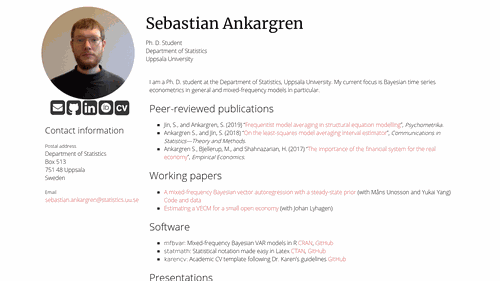 Sebastian Ankargren
Ph. D. Student
Department of Statistics
Uppsala University
I am a Ph. D. student at the Department of Statistics, Uppsala University. My current focus is Bayesian time series
econometrics in general and mixed-frequency models in particular.
CV
Contact information
Postal address
Department of Statistics
Box 513
751 48 Uppsala
Sweden
Email
sebastian.ankargren@statistics.uu.se
Peer-reviewed publications
Jin, S., and Ankargren, S. (2019) "Frequentist model averaging in structural equation modelling", Psychometrika.
Ankargren S., and Jin, S. (2018) "On the least-squares model averaging interval estimator", Communications in
Statistics—Theory and Methods.
Ankargren S., Bjellerup, M., and Shahnazarian, H. (2017) "The importance of the financial system for the real
economy", Empirical Economics.
Working papers
A mixed-frequency Bayesian vector autoregression with a steady-state prior (with Måns Unosson and Yukai Yang)
Code and data
Estimating a VECM for a small open economy (with Johan Lyhagen)
Software
mfbvar: Mixed-frequency Bayesian VAR models in R CRAN, GitHub
statmath: Statistical notation made easy in Latex CTAN, GitHub
karencv: Academic CV template following Dr. Karen's guidelines GitHub
Presentations